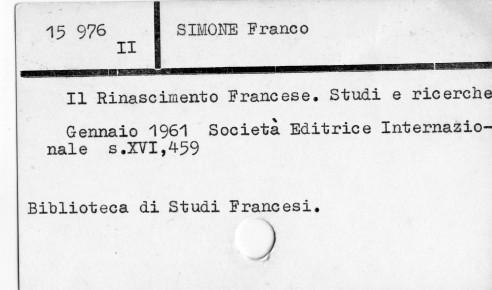 15 976
II
SIMONE Franco
Il Rinascimento Francese. Studi e ricerche
Gennaio 1961 Società Editrice Internazio-
nale s.XVI,459
Biblioteca di Studi Francesi.